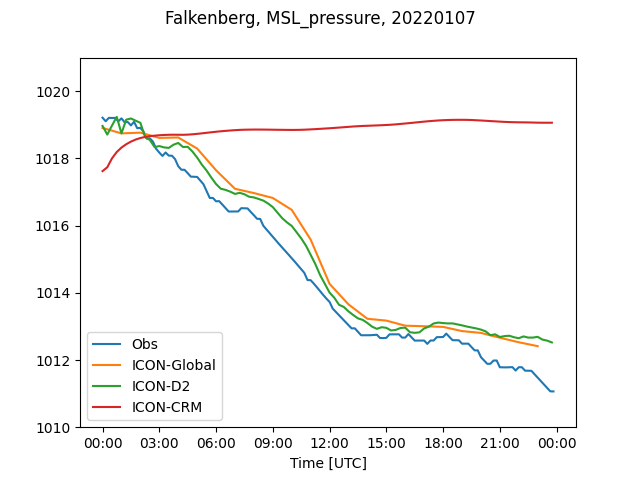 Falkenberg, MSL_pressure, 20220107
1020
1018
1016
1014
1012
1010
Obs
ICON-Global
ICON-D2
ICON-CRM
00:00 03:00 06:00 09:00 12:00 15:00 18:00 21:00 00:00
Time [UTC]